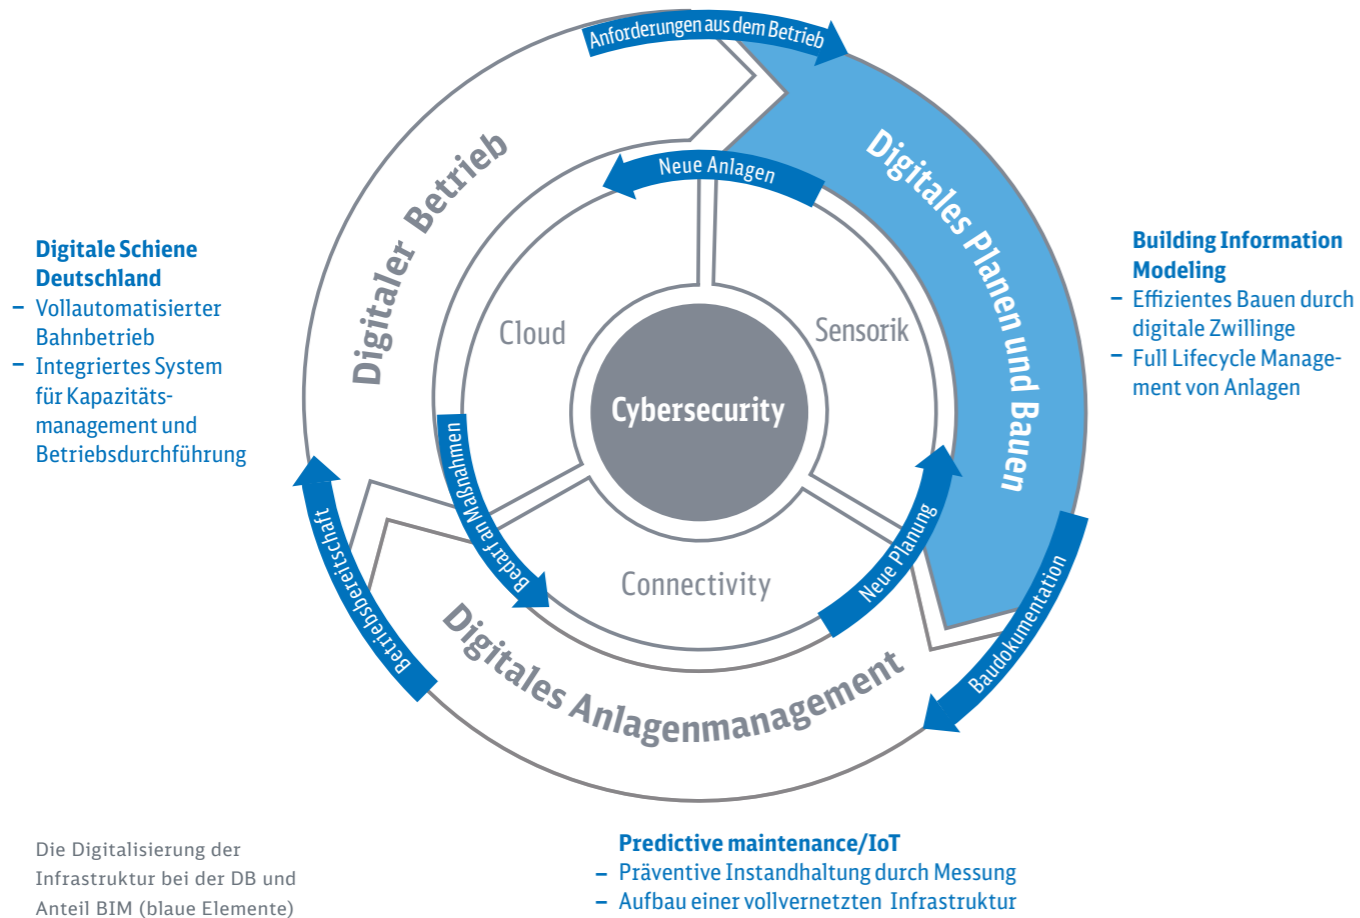 Anforderungen aus dem Betrieb
Digitaler Betrieb
Digitales Planen und Bauen
Neue Anlagen
Digitale Schiene
Deutschland
– Vollautomatisierter
Bahnbetrieb
– Integriertes System
für Kapazitäts-
management und
Betriebsdurchführung
Cloud
Sensorik
Cybersecurity
Building Information
Modeling
– Effizientes Bauen durch
digitale Zwillinge
– Full Lifecycle Manage-
ment von Anlagen
Bedarf an Maßnahmen
Betriebsbereitschaft
Connectivity
Neue Planung
Baudokumentation
Digitales Anlagenmanagement
Predictive maintenance/IoT
– Präventive Instandhaltung durch Messung
– Aufbau einer vollvernetzten Infrastruktur
Die Digitalisierung der
Infrastruktur bei der DB und
Anteil BIM (blaue Elemente)